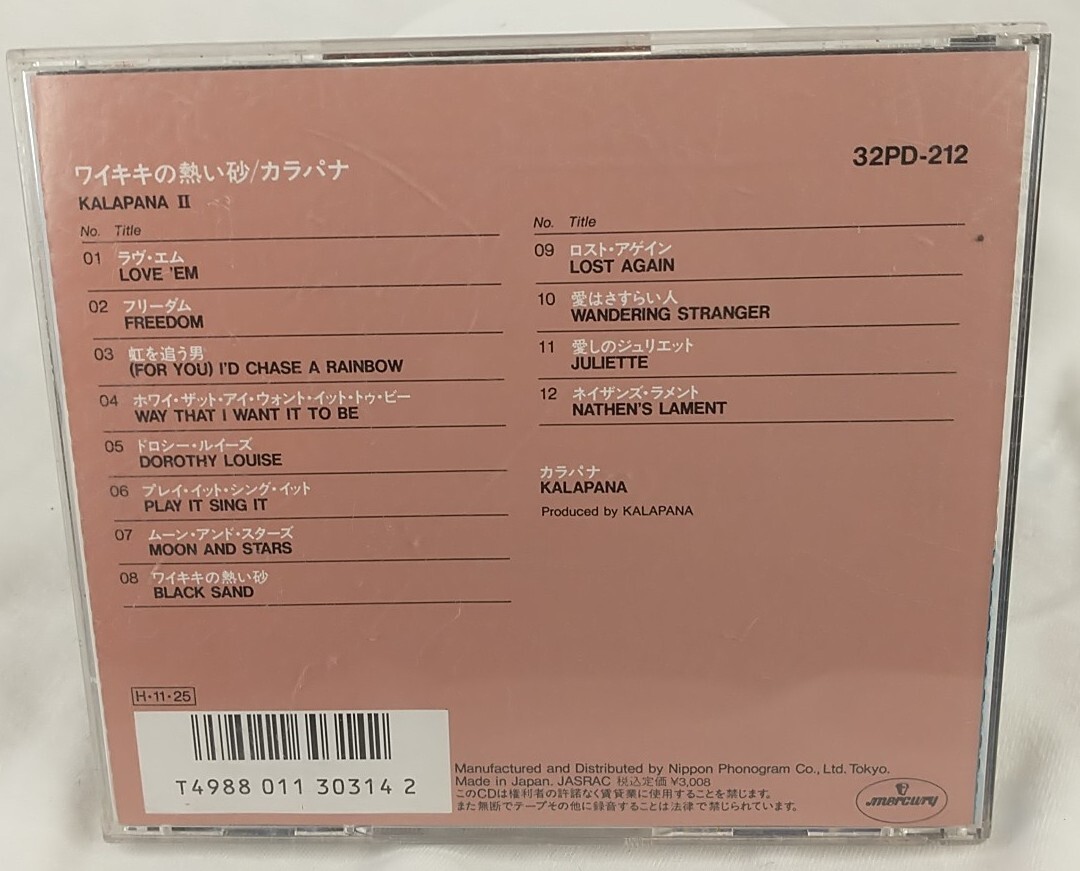 ワイキキの熱い砂/カラパナ
KALAPANA II
32PD-212
No. Title
01 ラヴ・エム
LOVE 'EM
02 フリーダム
FREEDOM
03 虹を追う男
(FOR YOU) I'D CHASE A RAINBOW
04 ホワイ・ザット・アイ・ウォント・イット・トゥ・ビー
WAY THAT I WANT IT TO BE
05 ドロシー・ルイーズ
DOROTHY LOUISE
06 プレイ・イット・シング・イット
PLAY IT SING IT
07 ムーン・アンド・スターズ
MOON AND STARS
08 ワイキキの熱い砂
BLACK SAND
No. Title
09 ロスト・アゲイン
LOST AGAIN
10 愛はさすらい人
WANDERING STRANGER
11 愛しのジュリエット
JULIETTE
12 ネイザンズ・ラメント
NATHEN'S LAMENT
カラパナ
KALAPANA
Produced by KALAPANA
H・11・25
T4988 011 30314 2
Manufactured and Distributed by Nippon Phonogram Co., Ltd. Tokyo.
Made in Japan. JASRAC 税込定価 ¥3,008
このCDは権利者の許諾なく賃貸業に使用することを禁じます。
また無断でテープその他に録音することは法律で禁じられています。
mercury